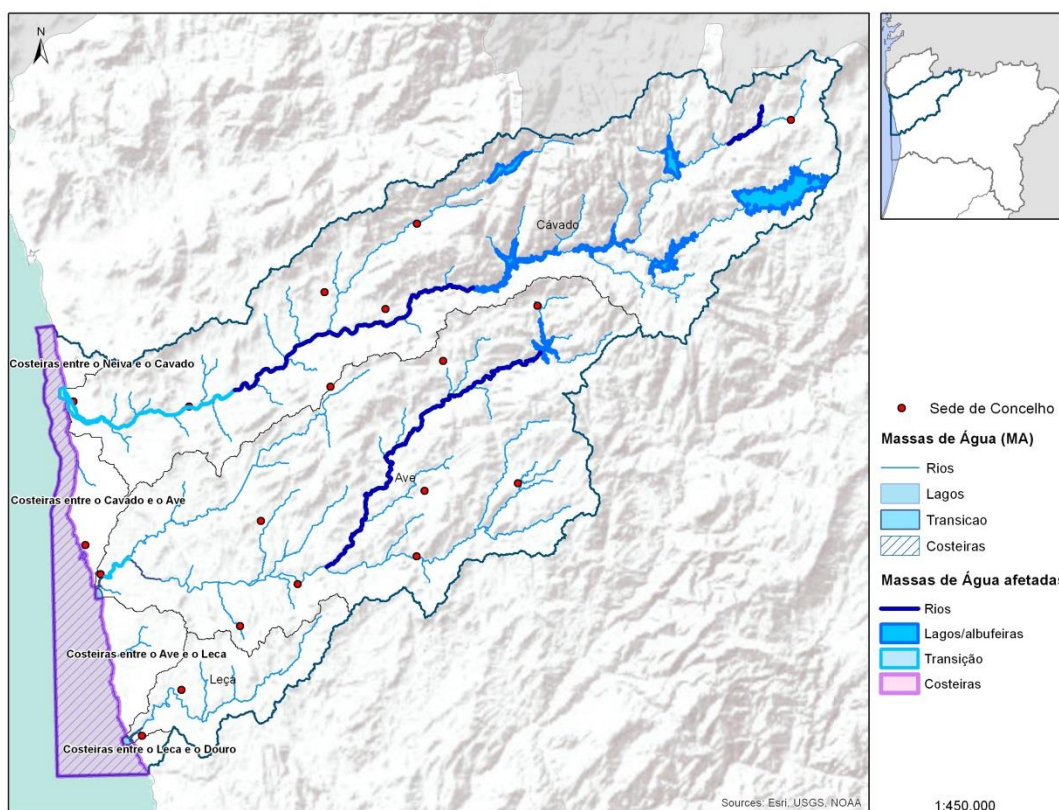 N
Cávado
Costeiras entre o Neiva e o Cavado
Costeiras entre o Cavado e o Ave
Ave
Costeiras entre o Ave e o Leca
Leça
Costeiras entre o Leca e o Douro
Sources: Esri, USGS, NOAA
Sede de Concelho
Massas de Água (MA)
Rios
Lagos
Transicao
Costeiras
Massas de Água afetadas
Rios
Lagos/albufeiras
Transição
Costeiras
1:450.000